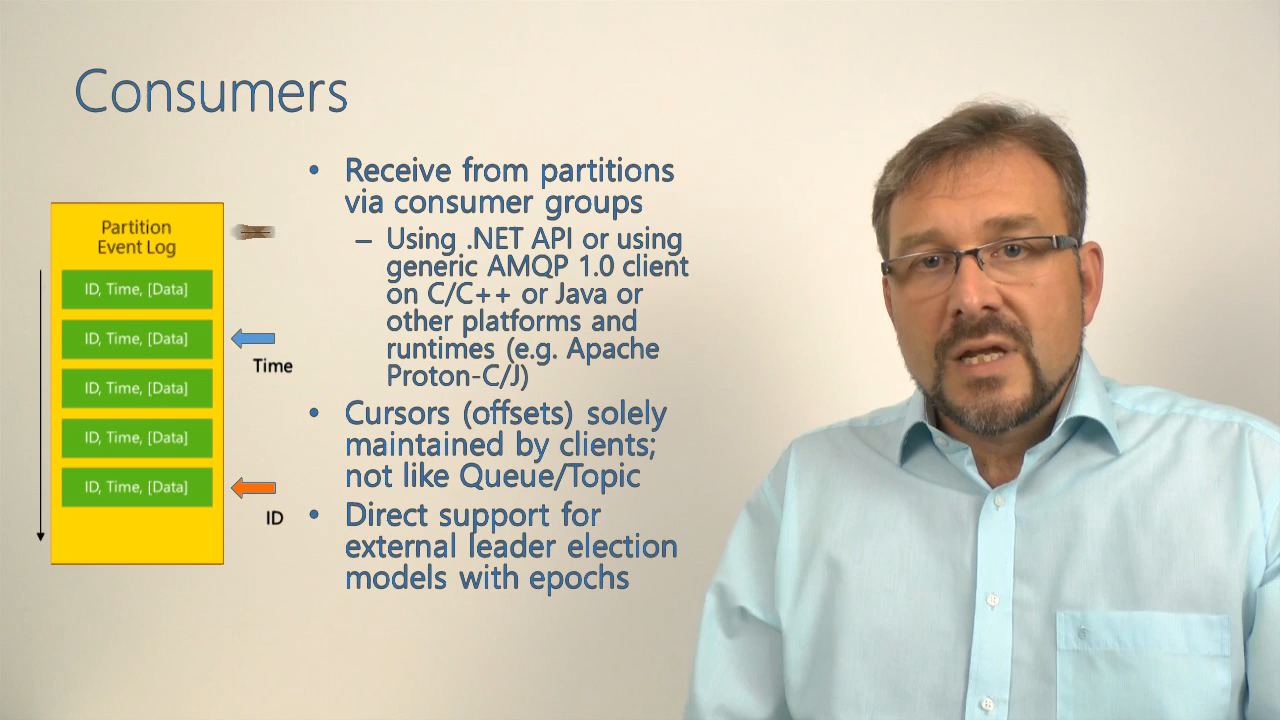 Consumers
Partition
Event Log
ID, Time, [Data]
ID, Time, [Data]
ID, Time, [Data]
ID, Time, [Data]
ID, Time, [Data]
Time
ID
• Receive from partitions
via consumer groups
– Using .NET API or using
generic AMQP 1.0 client
on C/C++ or Java or
other platforms and
runtimes (e.g. Apache
Proton-C/J)
• Cursors (offsets) solely
maintained by clients;
not like Queue/Topic
• Direct support for
external leader election
models with epochs